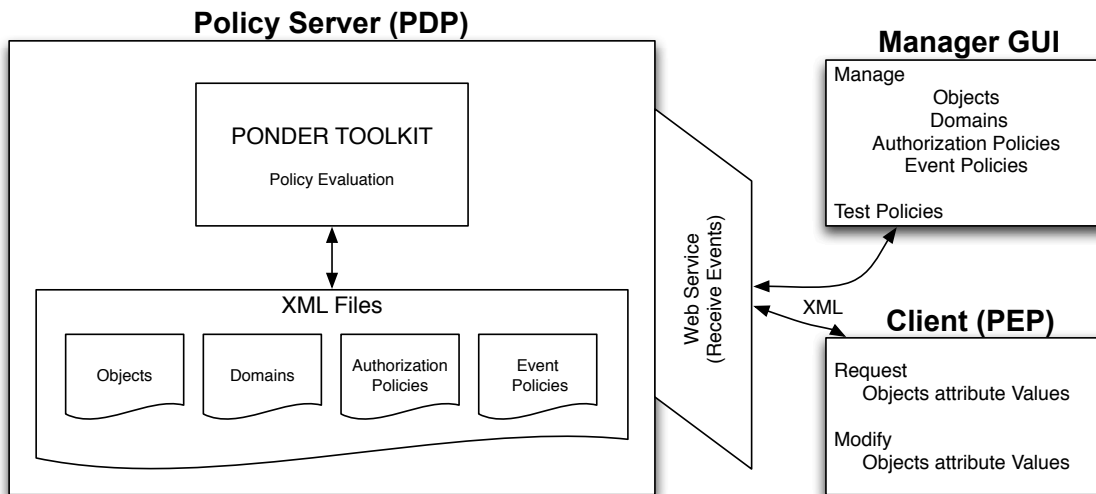 Policy Server (PDP)
PONDER TOOLKIT
Policy Evaluation
XML Files
Objects
Domains
Authorization
Policies
Event
Policies
Web Service
(Receive Events)
XML
Manager GUI
Manage
Objects
Domains
Authorization Policies
Event Policies
Test Policies
Client (PEP)
Request
Objects attribute Values
Modify
Objects attribute Values